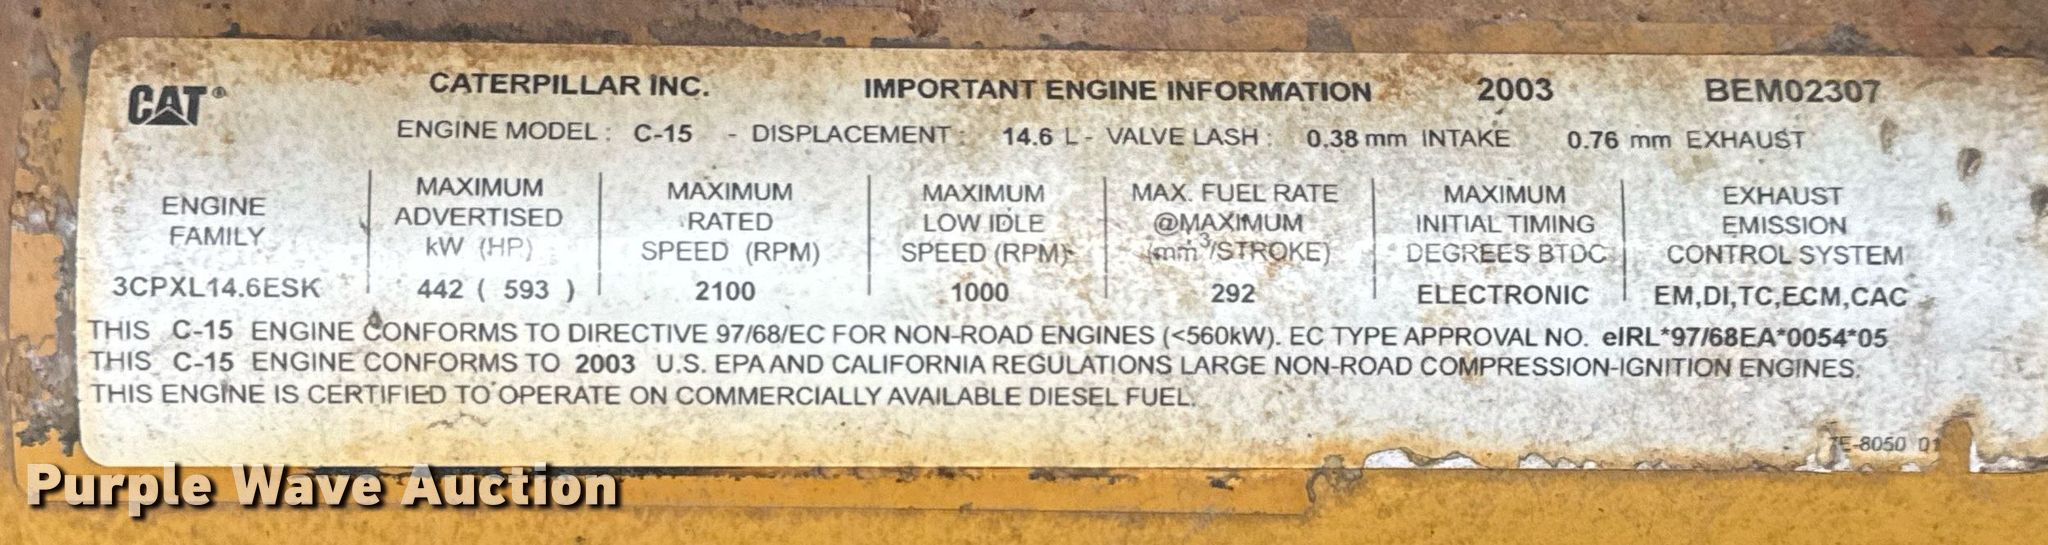 CAT® CATERPILLAR INC. IMPORTANT ENGINE INFORMATION 2003 BEM02307
ENGINE MODEL : C-15 - DISPLACEMENT : 14.6 L - VALVE LASH : 0.38 mm INTAKE 0.76 mm EXHAUST
ENGINE
FAMILY
3CPXL14.6ESK
MAXIMUM
ADVERTISED
kW (HP)
442 ( 593 )
MAXIMUM
RATED
SPEED (RPM)
2100
MAXIMUM
LOW IDLE
SPEED (RPM)
1000
MAX. FUEL RATE
@MAXIMUM
(mm³/STROKE)
292
MAXIMUM
INITIAL TIMING
DEGREES BTDC
ELECTRONIC
EXHAUST
EMISSION
CONTROL SYSTEM
EM,DI,TC,ECM,CAC
THIS C-15 ENGINE CONFORMS TO DIRECTIVE 97/68/EC FOR NON-ROAD ENGINES (<560kW). EC TYPE APPROVAL NO. eIRL*97/68EA*0054*05
THIS C-15 ENGINE CONFORMS TO 2003 U.S. EPA AND CALIFORNIA REGULATIONS LARGE NON-ROAD COMPRESSION-IGNITION ENGINES.
THIS ENGINE IS CERTIFIED TO OPERATE ON COMMERCIALLY AVAILABLE DIESEL FUEL.
7E-8050 01
Purple Wave Auction